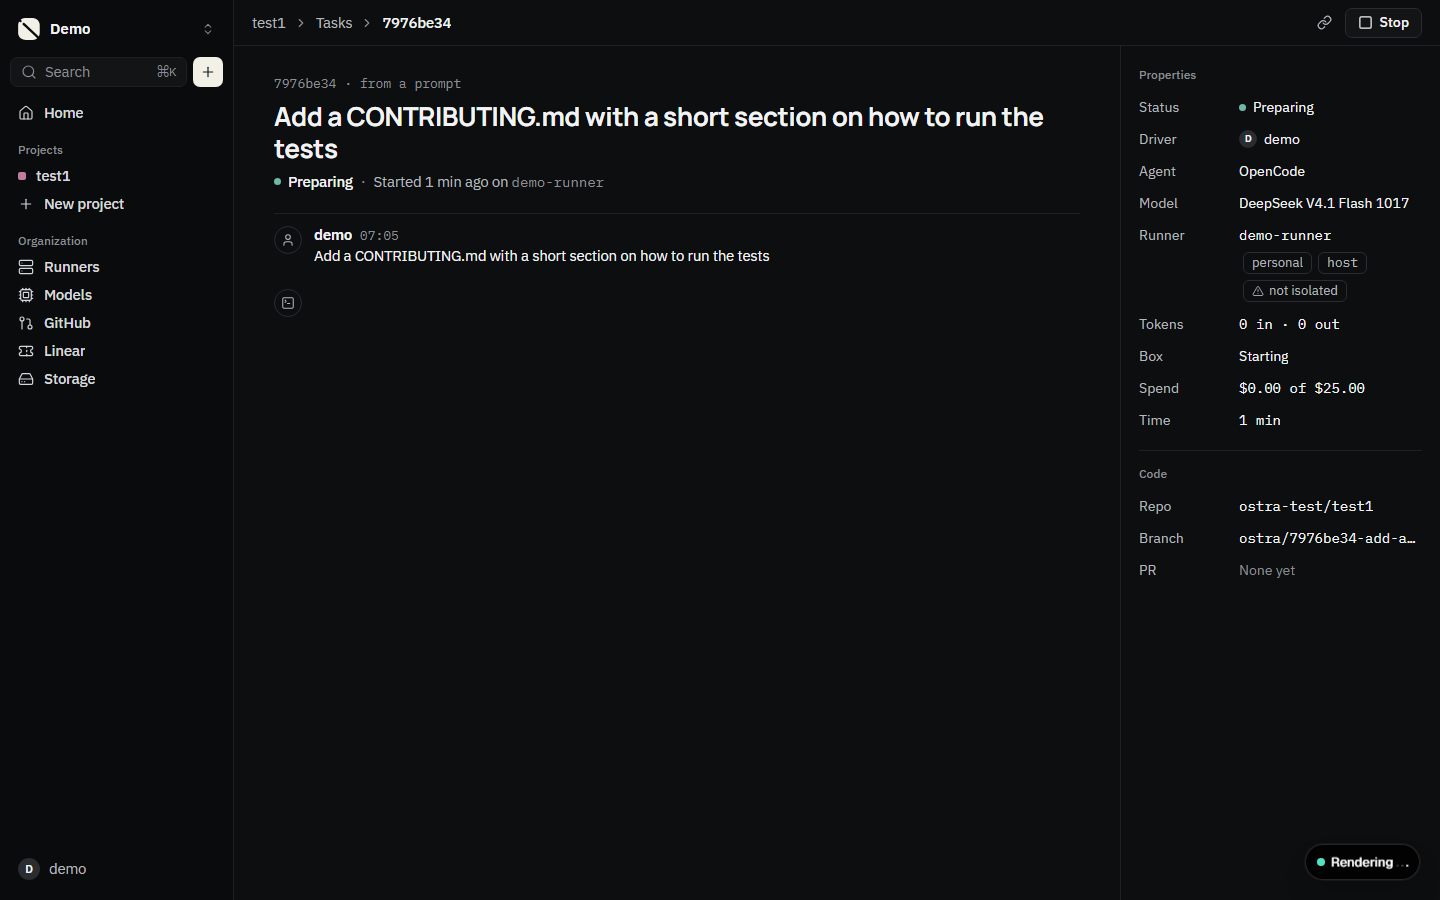 Demo
Search ⌘K
Home
Projects
test1
New project
Organization
Runners
Models
GitHub
Linear
Storage
D demo
test1 > Tasks > 7976be34
Stop
7976be34 · from a prompt
Add a CONTRIBUTING.md with a short section on how to run the
tests
Preparing · Started 1 min ago on demo-runner
demo 07:05
Add a CONTRIBUTING.md with a short section on how to run the tests
Properties
Status Preparing
Driver D demo
Agent OpenCode
Model DeepSeek V4.1 Flash 1017
Runner demo-runner
personal host
not isolated
Tokens 0 in · 0 out
Box Starting
Spend $0.00 of $25.00
Time 1 min
Code
Repo ostra-test/test1
Branch ostra/7976be34-add-a…
PR None yet
Rendering ...